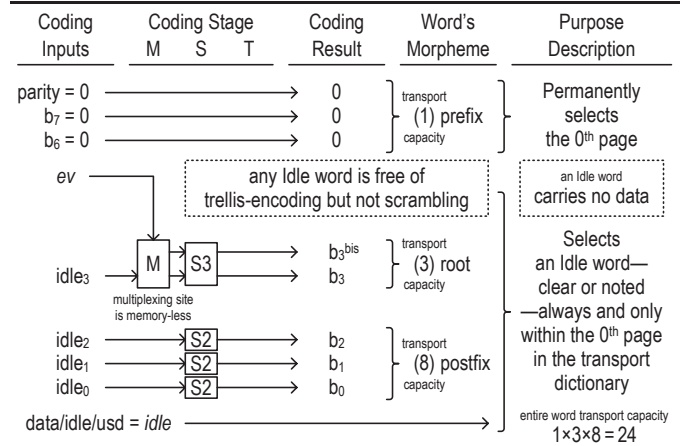 Coding Inputs
Coding Stage
M S T
Coding Result
Word's Morpheme
Purpose Description
parity = 0
0
b₇ = 0
0
b₆ = 0
0
transport
(1) prefix
capacity
Permanently
selects
the 0ᵗʰ page
ev
any Idle word is free of
trellis-encoding but not scrambling
an Idle word
carries no data
M
S3
b₃ᵇⁱˢ
idle₃
b₃
multiplexing site
is memory-less
transport
(3) root
capacity
Selects
an Idle word—
clear or noted
—always and only
within the 0ᵗʰ page
in the transport
dictionary
idle₂
S2
b₂
idle₁
S2
b₁
idle₀
S2
b₀
transport
(8) postfix
capacity
data/idle/usd = idle
entire word transport capacity
1×3×8 = 24